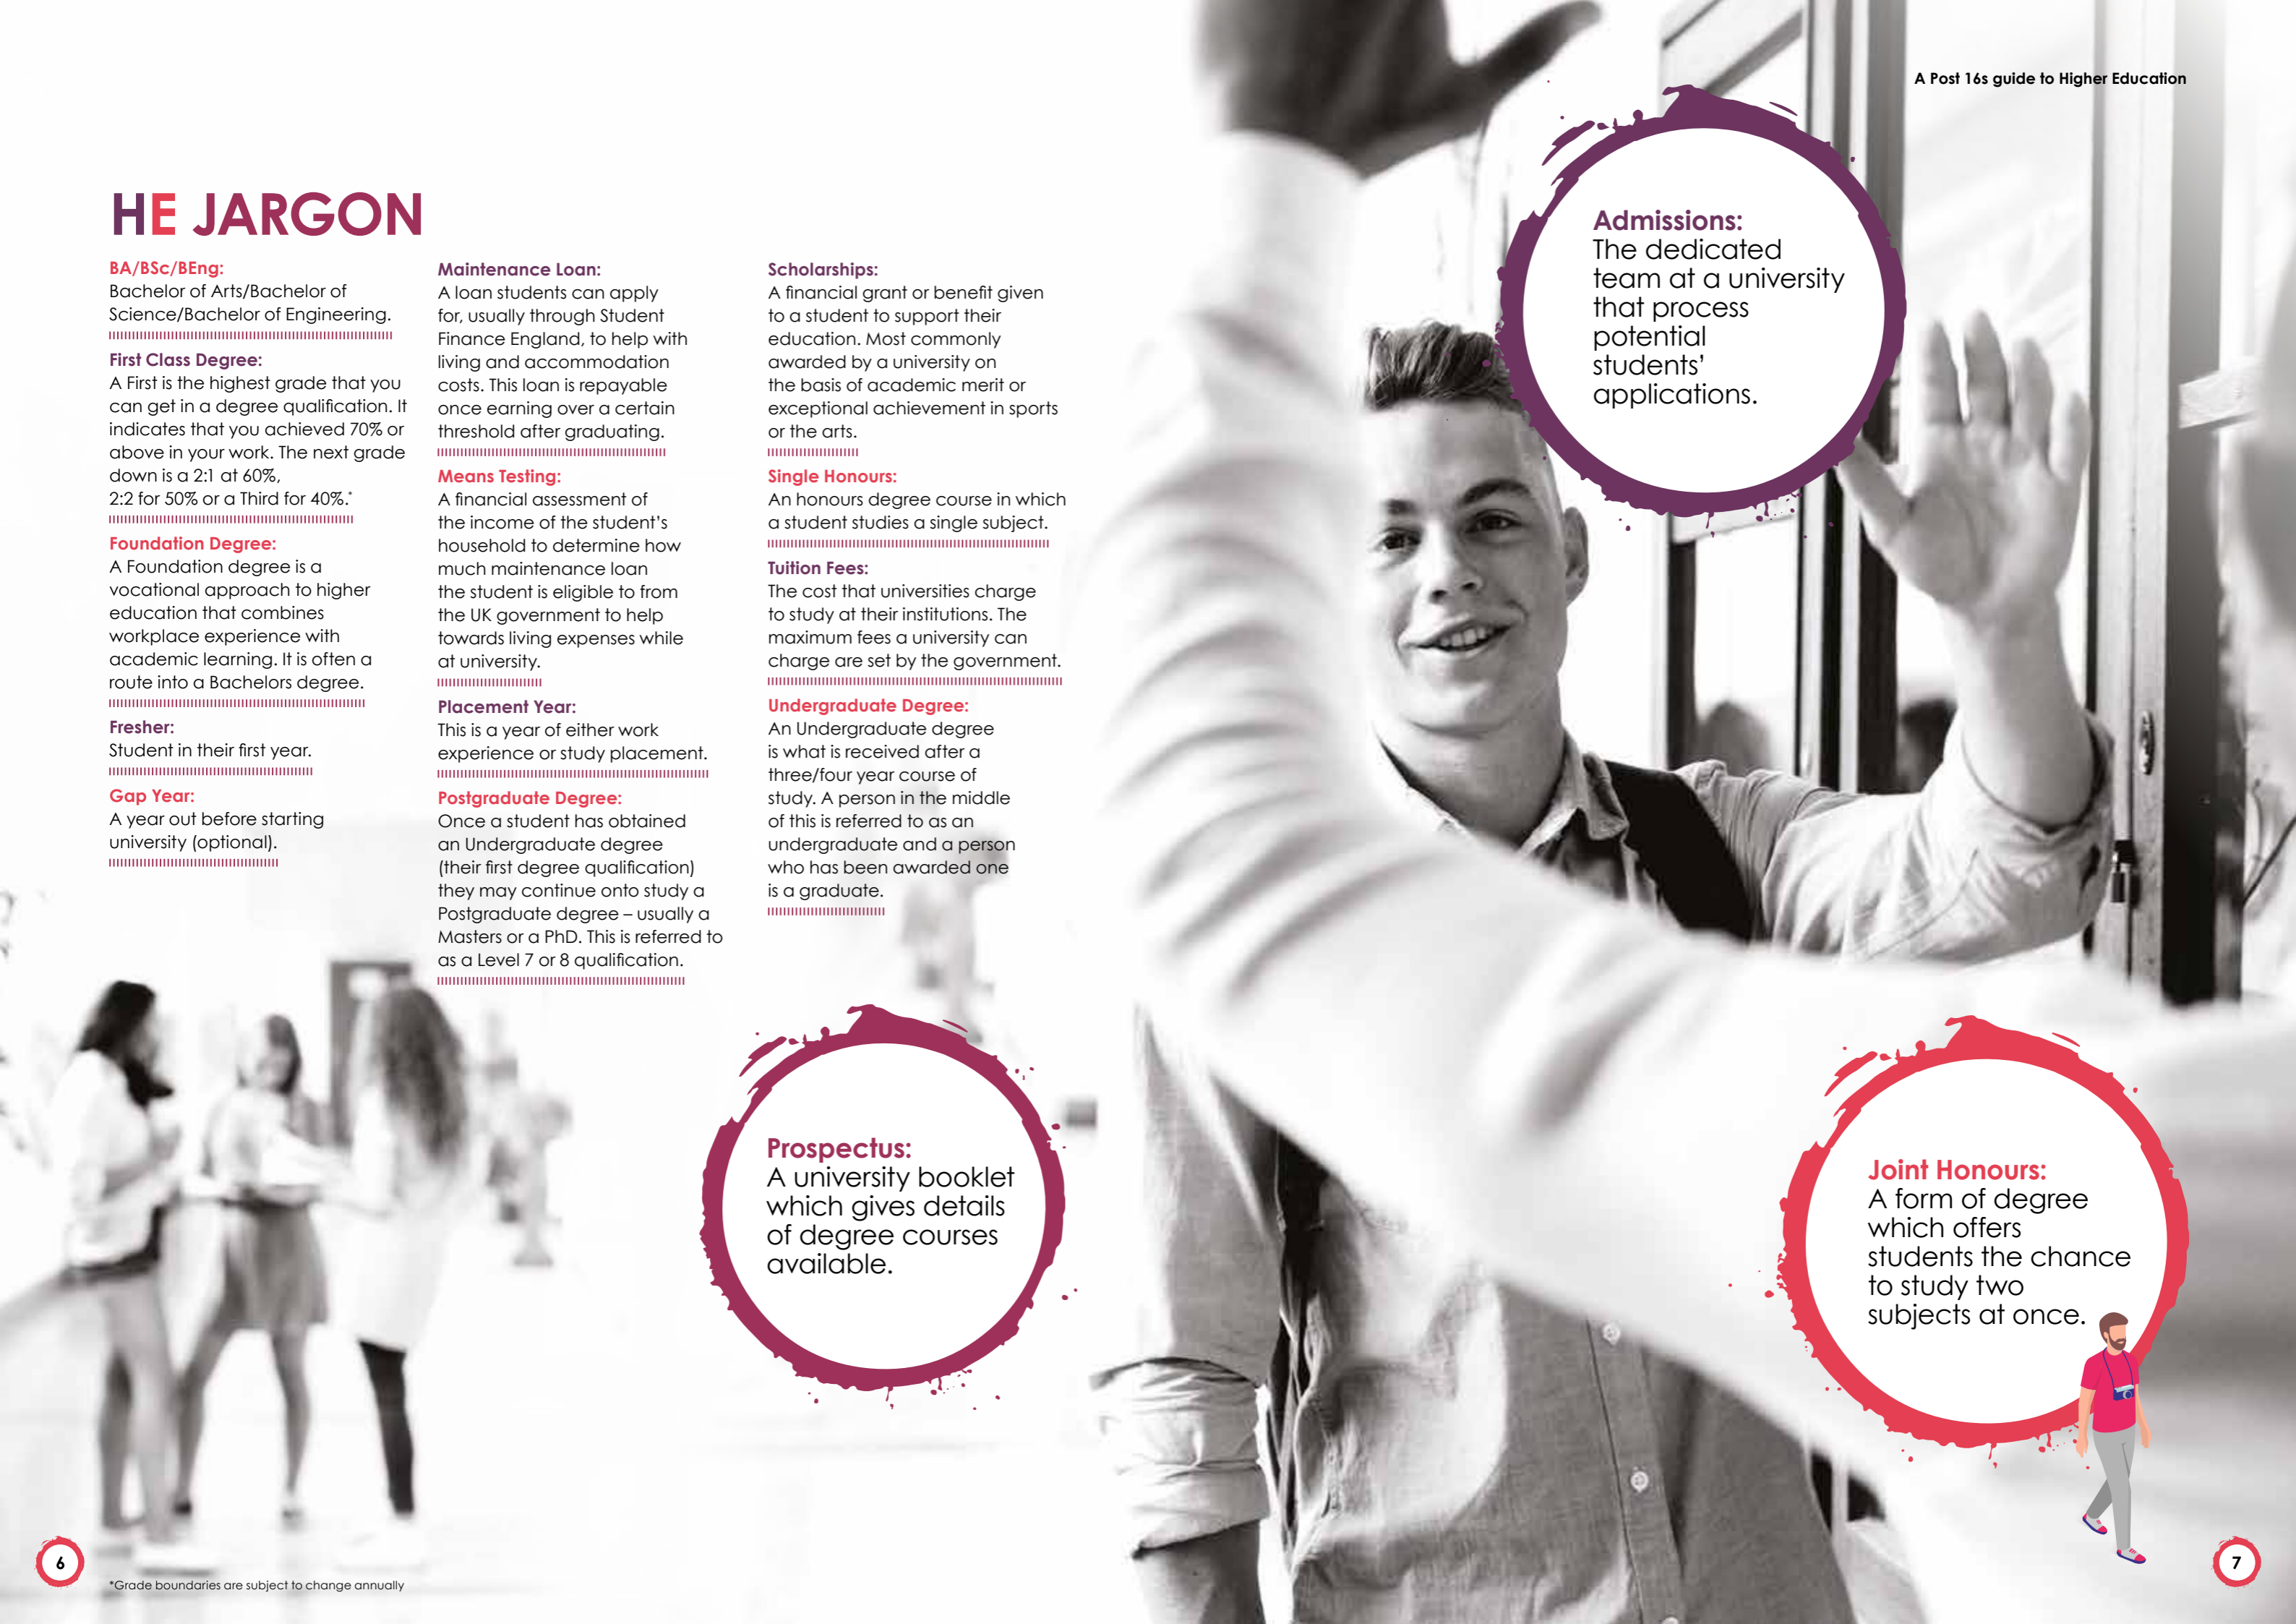 A Post 16s guide to Higher Education
HE JARGON
BA/BSc/BEng:
Bachelor of Arts/Bachelor of
Science/Bachelor of Engineering.
First Class Degree:
A First is the highest grade that you
can get in a degree qualification. It
indicates that you achieved 70% or
above in your work. The next grade
down is a 2:1 at 60%,
2:2 for 50% or a Third for 40%.*
Foundation Degree:
A Foundation degree is a
vocational approach to higher
education that combines
workplace experience with
academic learning. It is often a
route into a Bachelors degree.
Fresher:
Student in their first year.
Gap Year:
A year out before starting
university (optional).
Maintenance Loan:
A loan students can apply
for, usually through Student
Finance England, to help with
living and accommodation
costs. This loan is repayable
once earning over a certain
threshold after graduating.
Means Testing:
A financial assessment of
the income of the student's
household to determine how
much maintenance loan
the student is eligible to from
the UK government to help
towards living expenses while
at university.
Placement Year:
This is a year of either work
experience or study placement.
Postgraduate Degree:
Once a student has obtained
an Undergraduate degree
(their first degree qualification)
they may continue onto study a
Postgraduate degree – usually a
Masters or a PhD. This is referred to
as a Level 7 or 8 qualification.
Scholarships:
A financial grant or benefit given
to a student to support their
education. Most commonly
awarded by a university on
the basis of academic merit or
exceptional achievement in sports
or the arts.
Single Honours:
An honours degree course in which
a student studies a single subject.
Tuition Fees:
The cost that universities charge
to study at their institutions. The
maximum fees a university can
charge are set by the government.
Undergraduate Degree:
An Undergraduate degree
is what is received after a
three/four year course of
study. A person in the middle
of this is referred to as an
undergraduate and a person
who has been awarded one
is a graduate.
Prospectus:
A university booklet
which gives details
of degree courses
available.
Admissions:
The dedicated
team at a university
that process
potential
students'
applications.
Joint Honours:
A form of degree
which offers
students the chance
to study two
subjects at once.
6
*Grade boundaries are subject to change annually
7